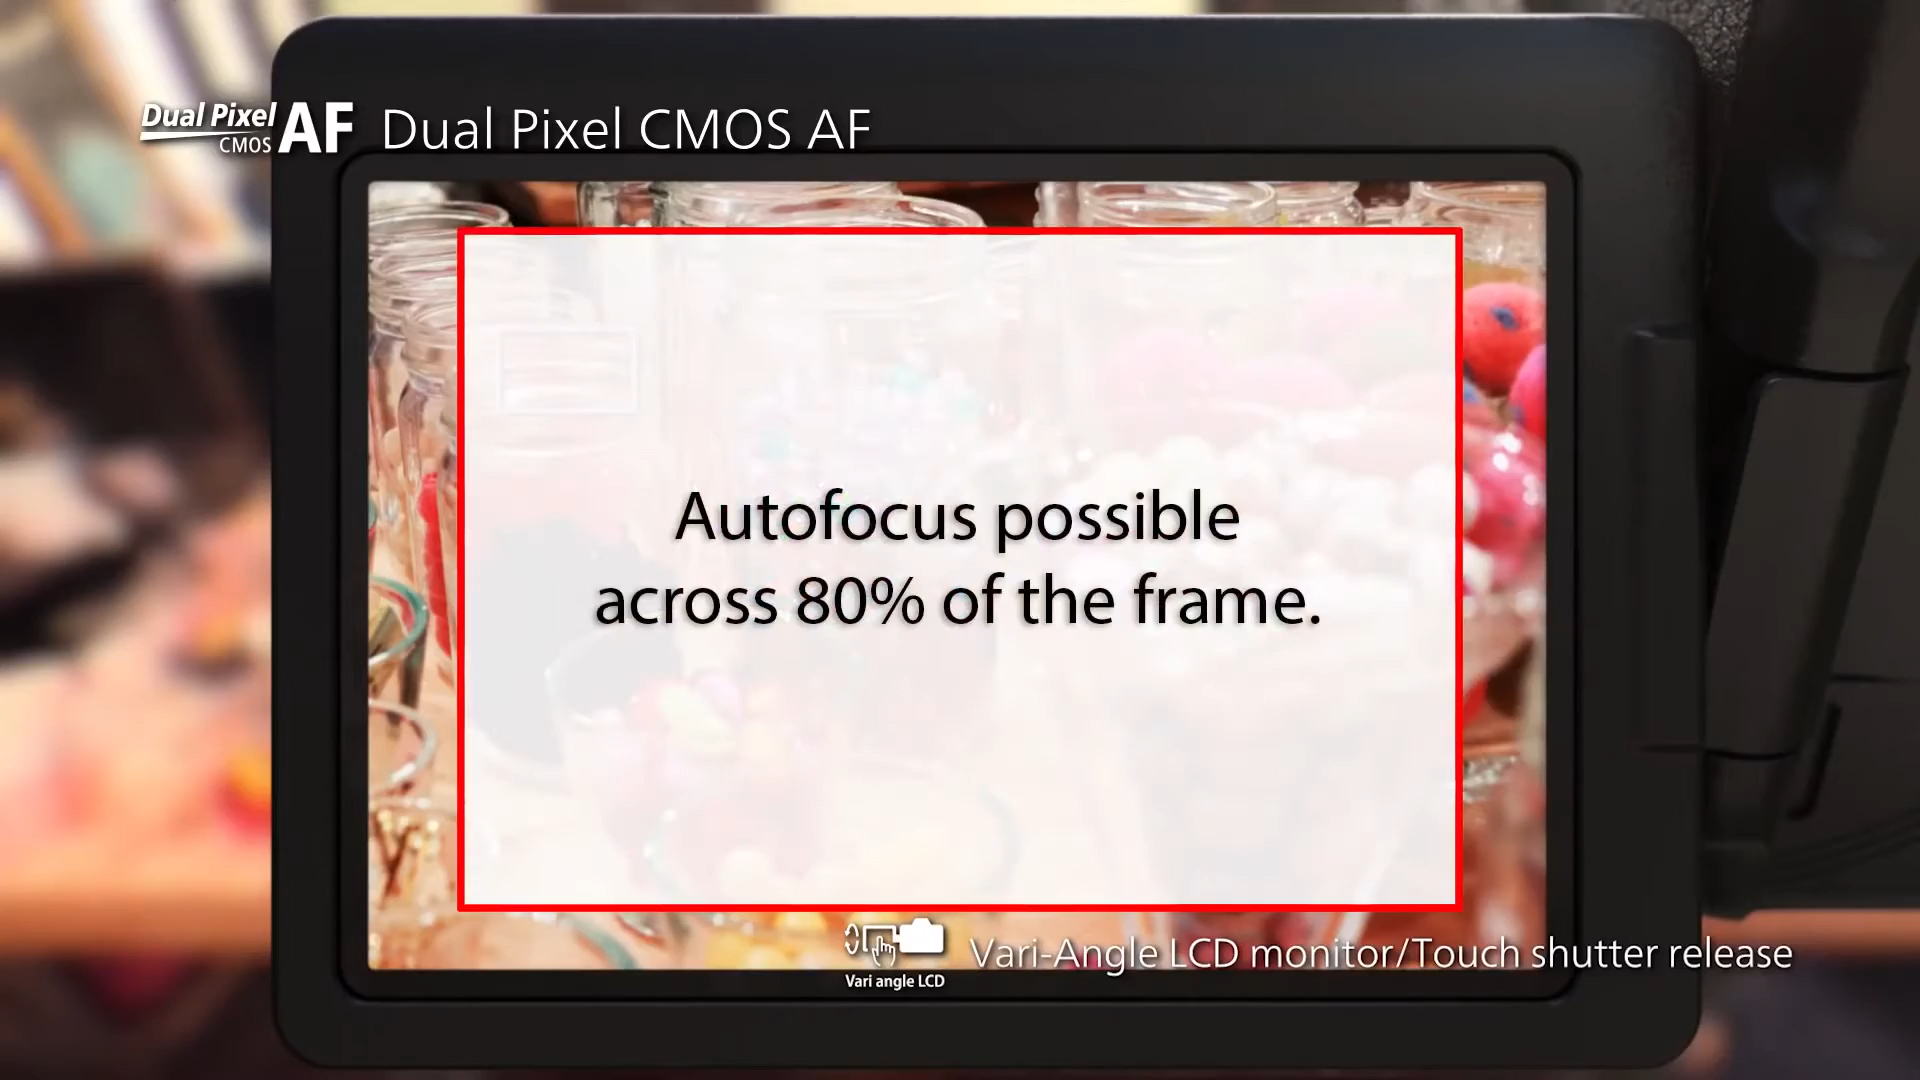 Dual Pixel
CMOS AF
Dual Pixel CMOS AF
Autofocus possible
across 80% of the frame.
Vari-Angle LCD monitor/Touch shutter release
Vari angle LCD